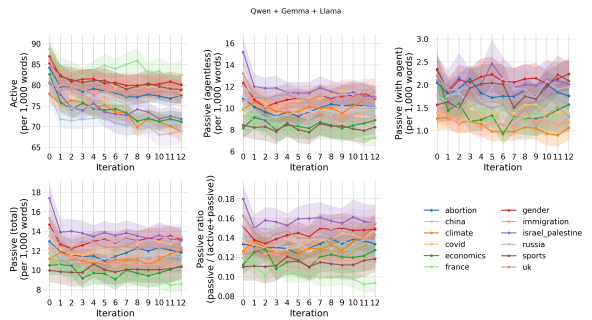 Qwen + Gemma + Llama
Active
(per 1,000 words)
90
85
80
75
70
65
0 1 2 3 4 5 6 7 8 9 10 11 12
Iteration
Passive (agentless)
(per 1,000 words)
16
14
12
10
8
6
0 1 2 3 4 5 6 7 8 9 10 11 12
Iteration
Passive (with agent)
(per 1,000 words)
3.0
2.5
2.0
1.5
1.0
0 1 2 3 4 5 6 7 8 9 10 11 12
Iteration
Passive (total)
(per 1,000 words)
18
16
14
12
10
8
0 1 2 3 4 5 6 7 8 9 10 11 12
Iteration
Passive ratio
(passive / (active+passive))
0.18
0.16
0.14
0.12
0.10
0.08
0 1 2 3 4 5 6 7 8 9 10 11 12
Iteration
abortion
china
climate
covid
economics
france
gender
immigration
israel_palestine
russia
sports
uk